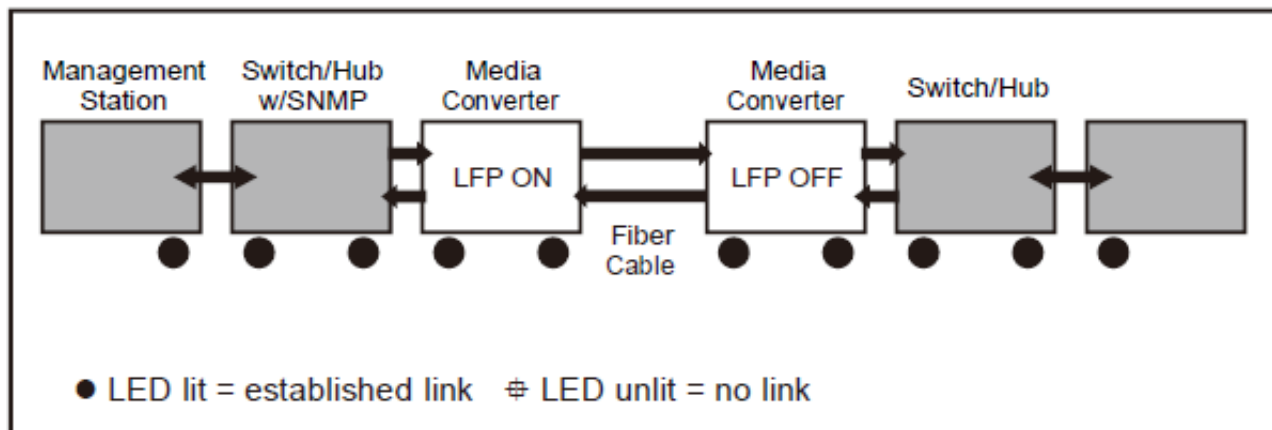 Management
Station
Switch/Hub
w/SNMP
Media
Converter
Media
Converter
Switch/Hub
LFP ON
LFP OFF
Fiber
Cable
● LED lit = established link ⌗ LED unlit = no link